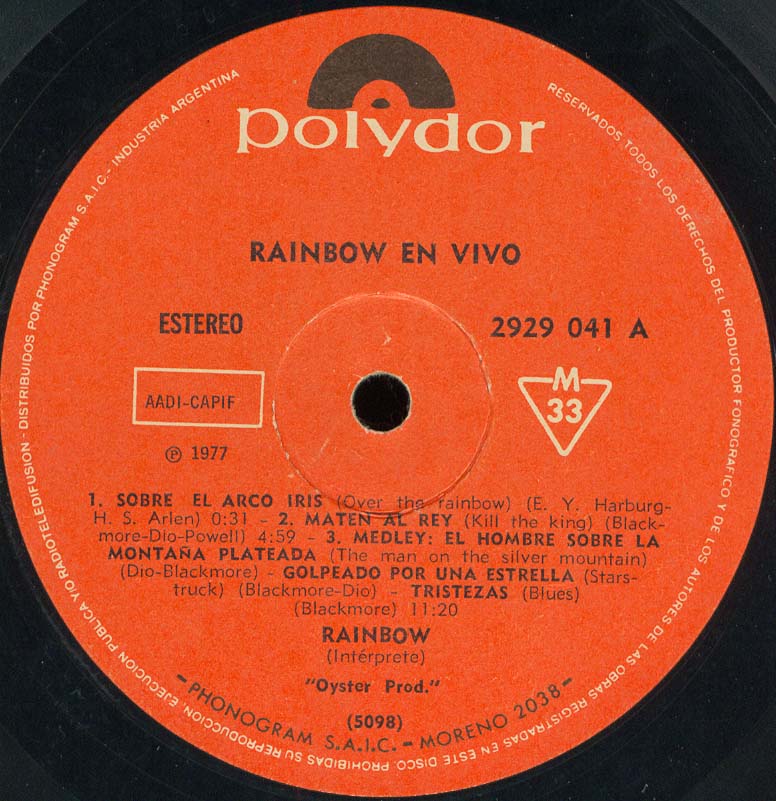 polydor
RAINBOW EN VIVO
ESTEREO
2929 041 A
AADI-CAPIF
M
33
℗ 1977
1. SOBRE EL ARCO IRIS (Over the rainbow) (E. Y. Harburg-
H. S. Arlen) 0:31 - 2. MATEN AL REY (Kill the king) (Black-
more-Dio-Powell) 4:59 - 3. MEDLEY: EL HOMBRE SOBRE LA
MONTAÑA PLATEADA (The man on the silver mountain)
(Dio-Blackmore) - GOLPEADO POR UNA ESTRELLA (Stars-
truck) (Blackmore-Dio) - TRISTEZAS (Blues)
(Blackmore) 11:20
RAINBOW
(Intérprete)
"Oyster Prod."
(5098)
- PHONOGRAM S.A.I.C. - MORENO 2038 -
RESERVADOS TODOS LOS DERECHOS DEL PRODUCTOR FONOGRAFICO Y DE LOS AUTORES DE LAS OBRAS REGISTRADAS EN ESTE DISCO. PROHIBIDAS SU REPRODUCCION, EJECUCION PUBLICA Y/O RADIOTELEDIFUSION - DISTRIBUIDOS POR PHONOGRAM S.A.I.C. - INDUSTRIA ARGENTINA